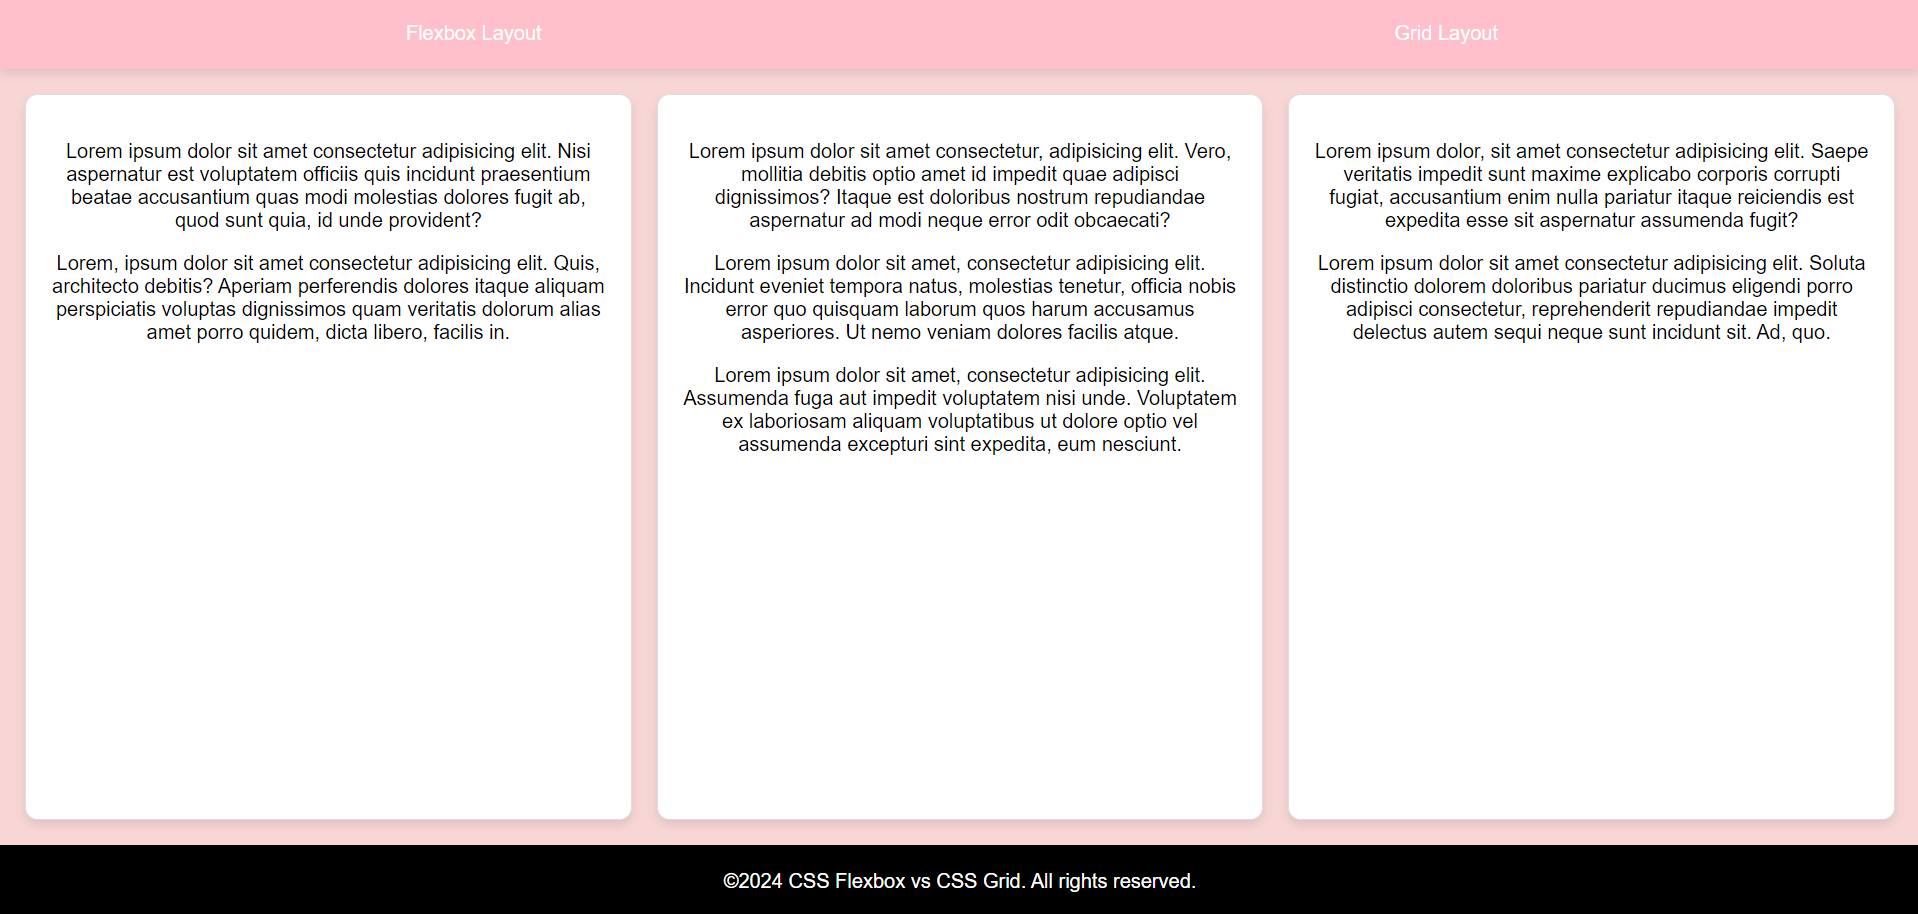 Flexbox Layout
Grid Layout
Lorem ipsum dolor sit amet consectetur adipisicing elit. Nisi
aspernatur est voluptatem officiis quis incidunt praesentium
beatae accusantium quas modi molestias dolores fugit ab,
quod sunt quia, id unde provident?
Lorem, ipsum dolor sit amet consectetur adipisicing elit. Quis,
architecto debitis? Aperiam perferendis dolores itaque aliquam
perspiciatis voluptas dignissimos quam veritatis dolorum alias
amet porro quidem, dicta libero, facilis in.
Lorem ipsum dolor sit amet consectetur, adipisicing elit. Vero,
mollitia debitis optio amet id impedit quae adipisci
dignissimos? Itaque est doloribus nostrum repudiandae
aspernatur ad modi neque error odit obcaecati?
Lorem ipsum dolor sit amet, consectetur adipisicing elit.
Incidunt eveniet tempora natus, molestias tenetur, officia nobis
error quo quisquam laborum quos harum accusamus
asperiores. Ut nemo veniam dolores facilis atque.
Lorem ipsum dolor sit amet, consectetur adipisicing elit.
Assumenda fuga aut impedit voluptatem nisi unde. Voluptatem
ex laboriosam aliquam voluptatibus ut dolore optio vel
assumenda excepturi sint expedita, eum nesciunt.
Lorem ipsum dolor, sit amet consectetur adipisicing elit. Saepe
veritatis impedit sunt maxime explicabo corporis corrupti
fugiat, accusantium enim nulla pariatur itaque reiciendis est
expedita esse sit aspernatur assumenda fugit?
Lorem ipsum dolor sit amet consectetur adipisicing elit. Soluta
distinctio dolorem doloribus pariatur ducimus eligendi porro
adipisci consectetur, reprehenderit repudiandae impedit
delectus autem sequi neque sunt incidunt sit. Ad, quo.
©2024 CSS Flexbox vs CSS Grid. All rights reserved.